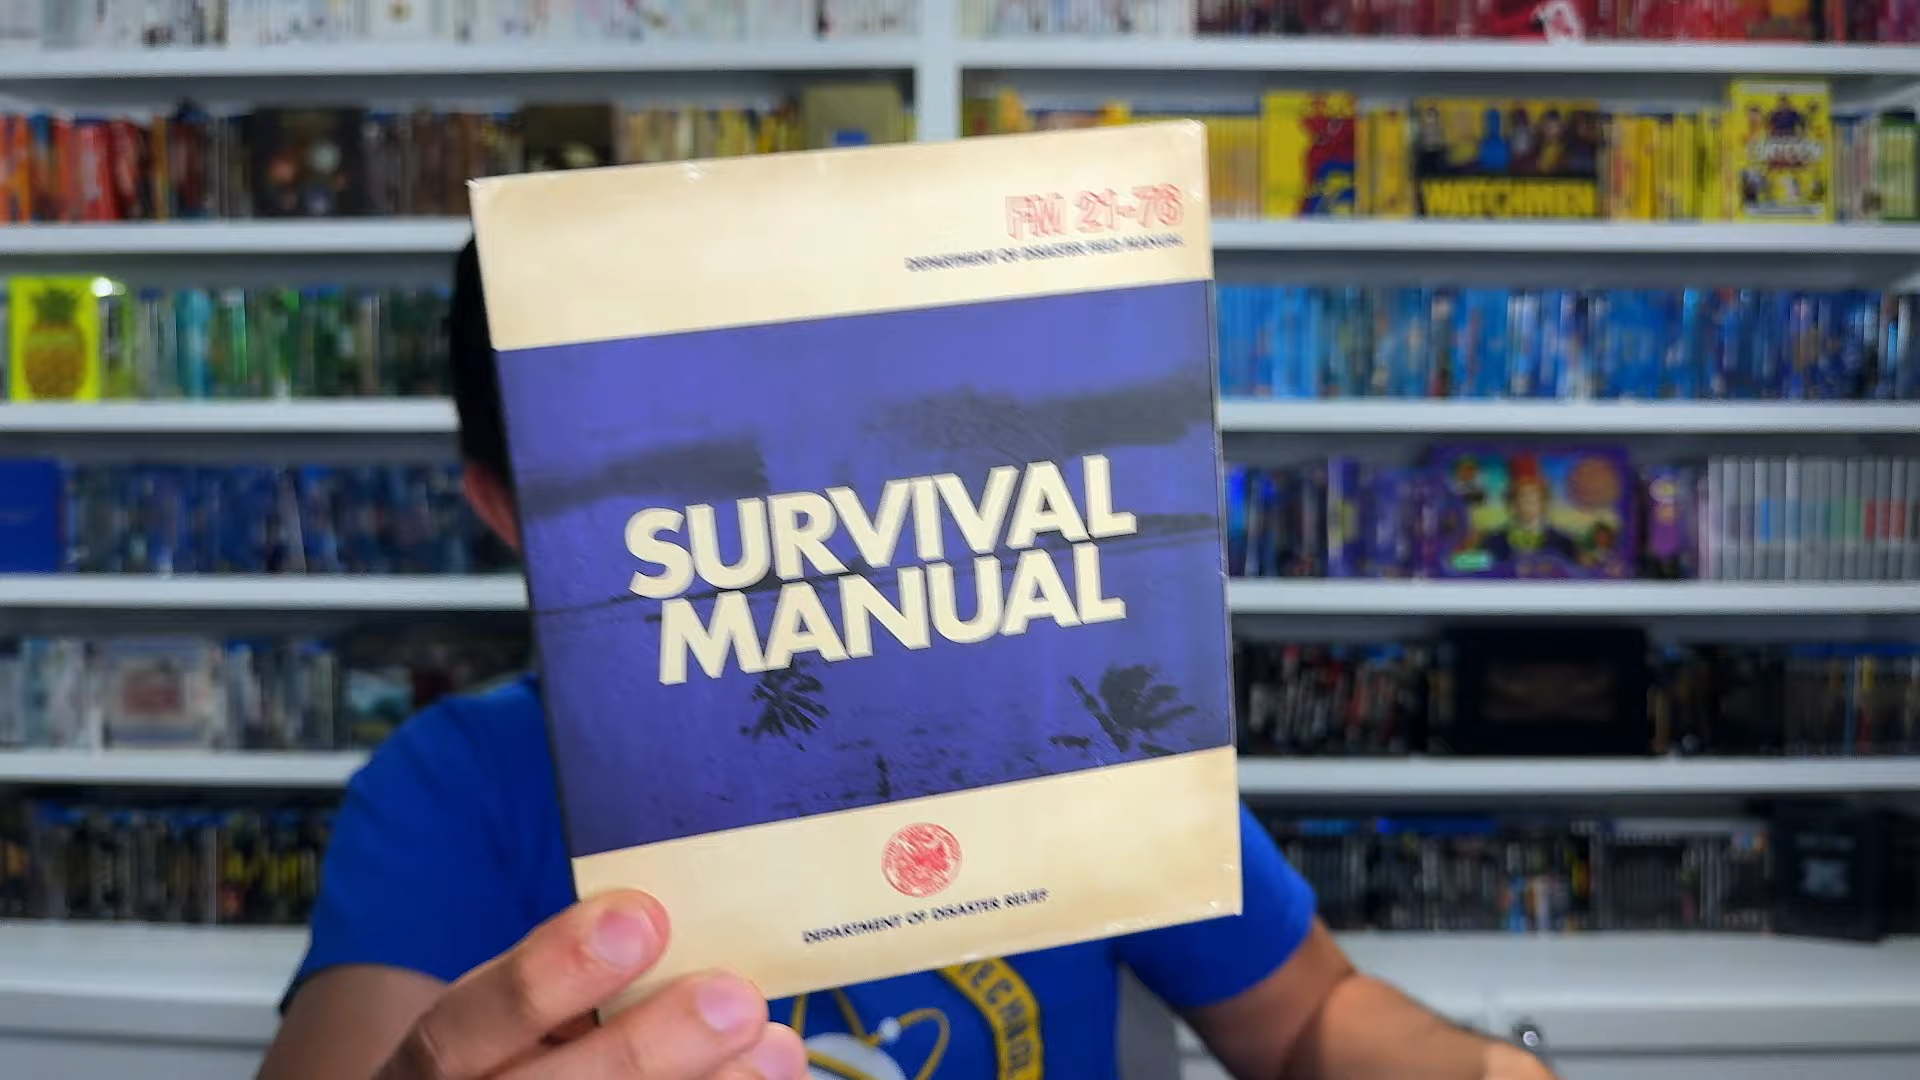 WATCHMEN
FM 21-76
DEPARTMENT OF DISASTER FIELD MANUAL
SURVIVAL
MANUAL
DEPARTMENT OF DISASTER RELIEF